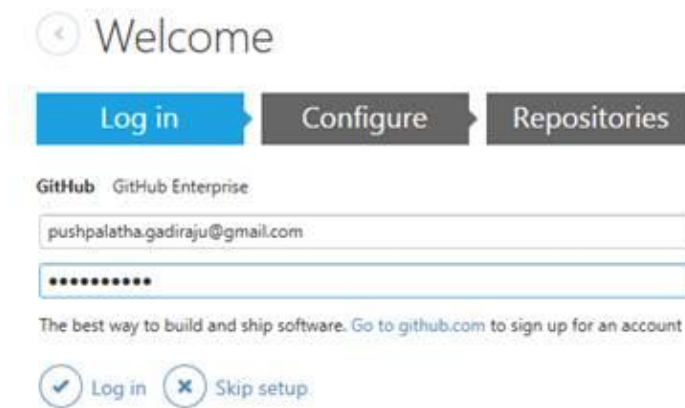 Welcome
Log in Configure Repositories
GitHub GitHub Enterprise
pushpalatha.gadiraju@gmail.com
••••••••••
The best way to build and ship software. Go to github.com to sign up for an account
Log in Skip setup